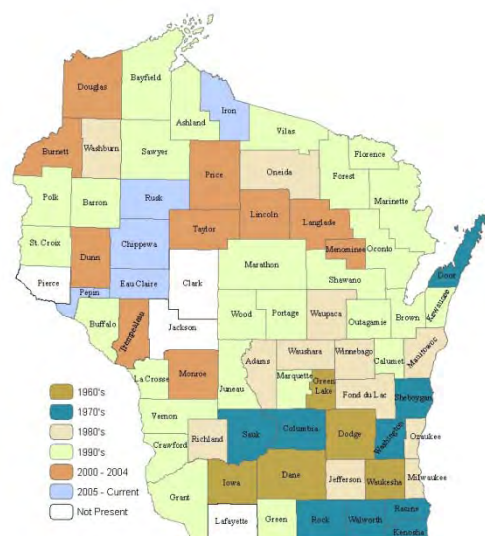 Douglas
Bayfield
Iron
Ashland
Vilas
Burnett
Washburn
Sawyer
Price
Oneida
Florence
Forest
Marinette
Polk
Barron
Rusk
Lincoln
Langlade
Taylor
Menominee
Oconto
St. Croix
Dunn
Chippewa
Marathon
Door
Pierce
Pepin
Eau Claire
Clark
Shawano
Kewaunee
Buffalo
Trempealeau
Jackson
Wood
Portage
Waupaca
Outagamie
Brown
Manitowoc
La Crosse
Monroe
Juneau
Adams
Waushara
Winnebago
Calumet
Marquette
Green
Lake
Fond du Lac
Sheboygan
Vernon
Crawford
Richland
Sauk
Columbia
Dodge
Washington
Ozaukee
Grant
Iowa
Dane
Jefferson
Waukesha
Milwaukee
Lafayette
Green
Rock
Walworth
Racine
Kenosha
1960's
1970's
1980's
1990's
2000 - 2004
2005 - Current
Not Present